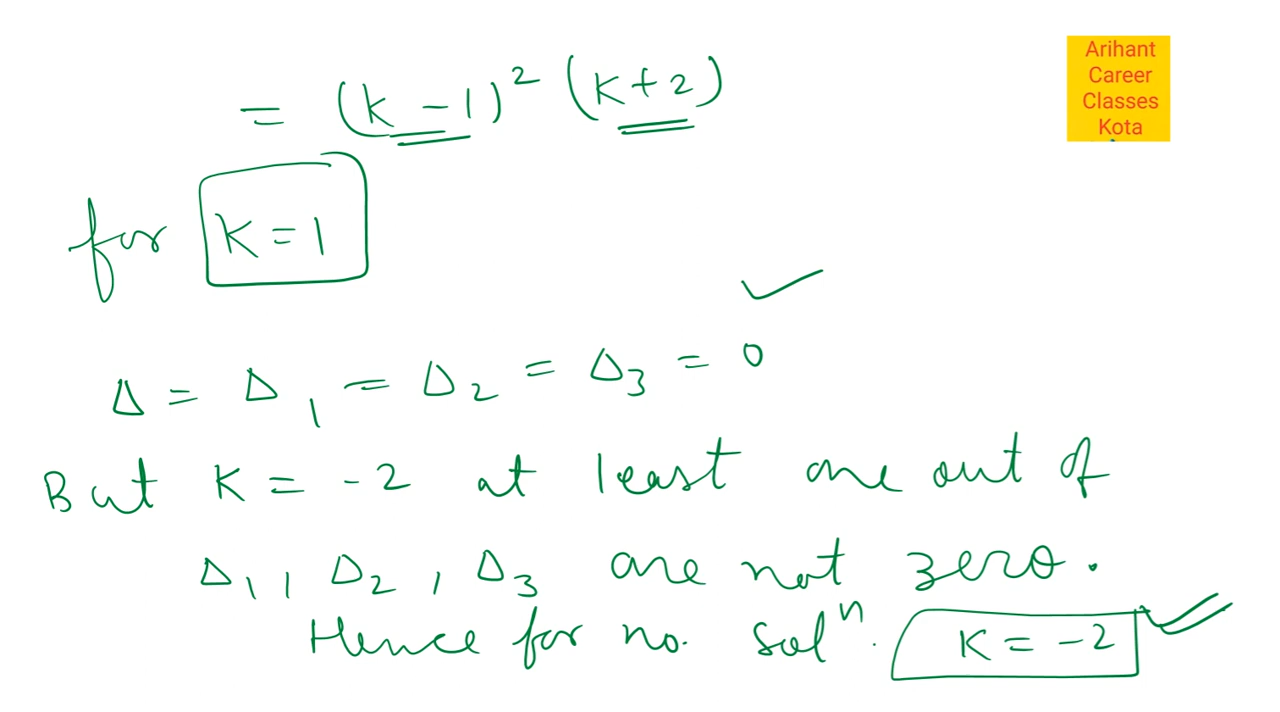 = (k - 1)² (k + 2)
Arihant
Career
Classes
Kota
for K = 1
Δ = Δ₁ = Δ₂ = Δ₃ = 0
But K = -2 at least one out of
Δ₁, Δ₂, Δ₃ are not zero.
Hence for no. solⁿ. K = -2